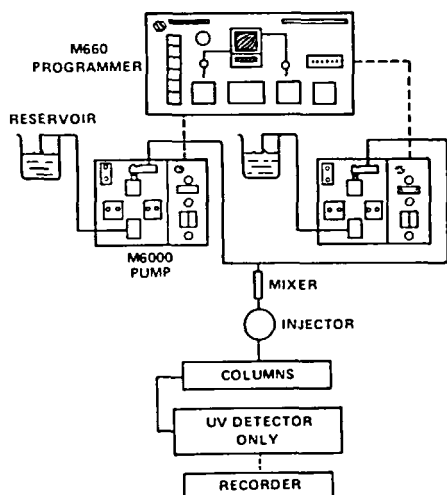 M660
PROGRAMMER
RESERVOIR
M6000
PUMP
MIXER
INJECTOR
COLUMNS
UV DETECTOR
ONLY
RECORDER